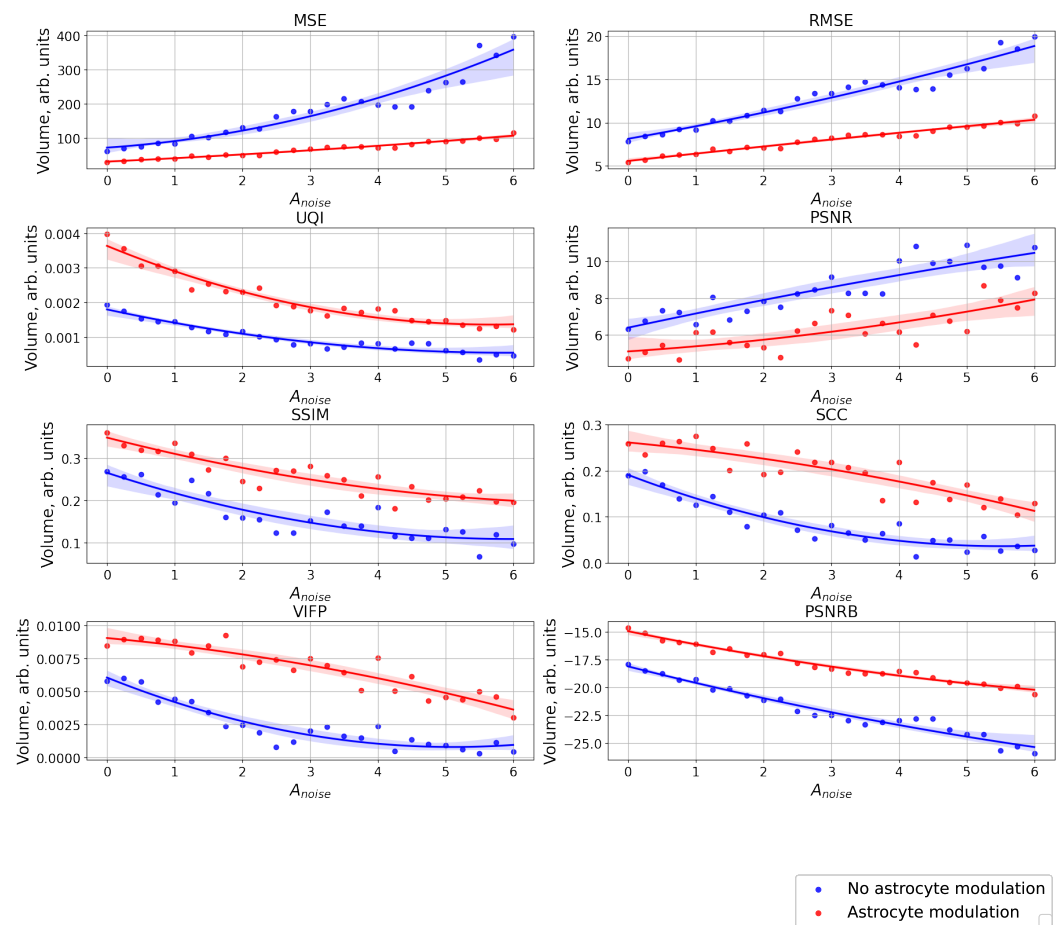 MSE
Volume, arb. units
400
300
200
100
0 1 2 3 4 5 6
A_noise
RMSE
Volume, arb. units
20
15
10
5
0 1 2 3 4 5 6
A_noise
UQI
Volume, arb. units
0.004
0.003
0.002
0.001
0 1 2 3 4 5 6
A_noise
PSNR
Volume, arb. units
10
8
6
0 1 2 3 4 5 6
A_noise
SSIM
Volume, arb. units
0.3
0.2
0.1
0 1 2 3 4 5 6
A_noise
SCC
Volume, arb. units
0.3
0.2
0.1
0.0
0 1 2 3 4 5 6
A_noise
VIFP
Volume, arb. units
0.0100
0.0075
0.0050
0.0025
0.0000
0 1 2 3 4 5 6
A_noise
PSNRB
Volume, arb. units
−15.0
−17.5
−20.0
−22.5
−25.0
0 1 2 3 4 5 6
A_noise
No astrocyte modulation
Astrocyte modulation